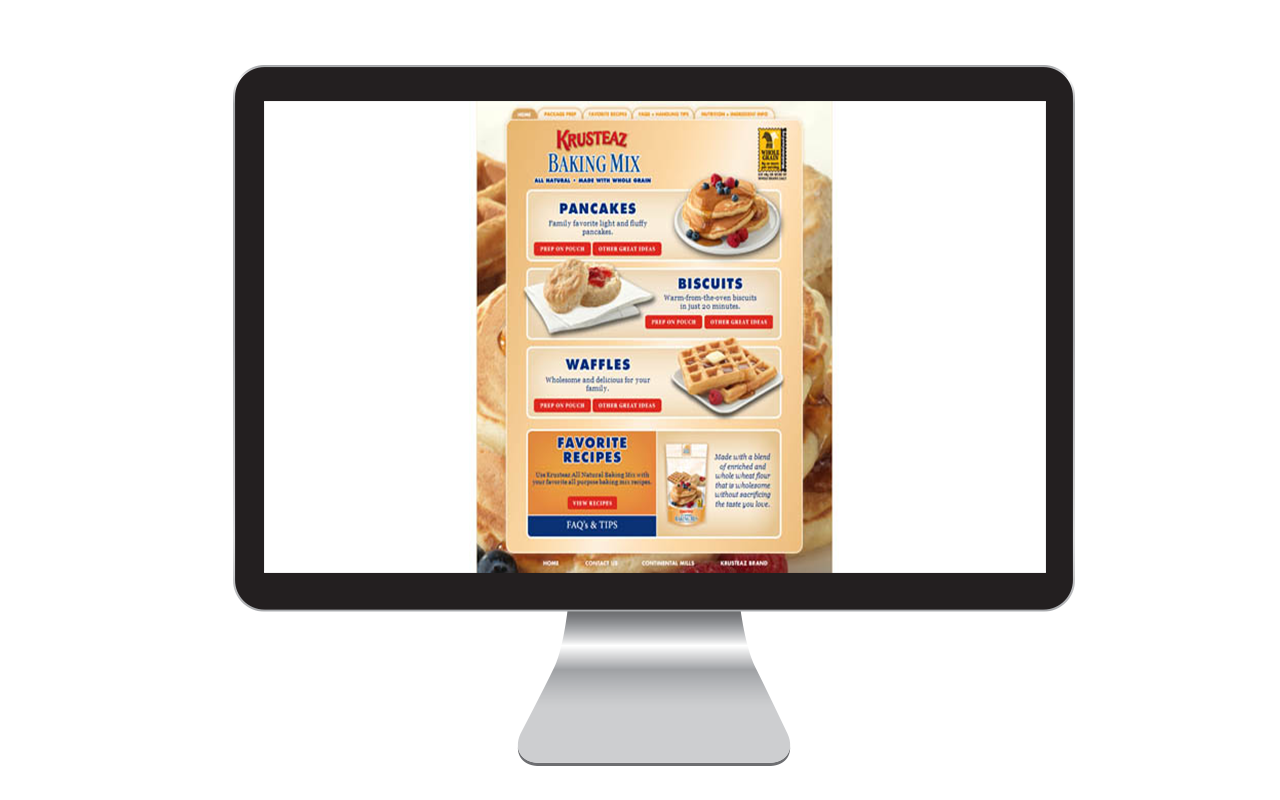 HOME PACKAGE PREP FAVORITE RECIPES FAQS + HANDLING TIPS NUTRITION + INGREDIENT INFO
KRUSTEAZ
BAKING MIX
ALL NATURAL • MADE WITH WHOLE GRAIN
WHOLE
GRAIN
PANCAKES
Family favorite light and fluffy
pancakes.
PREP ON POUCH OTHER GREAT IDEAS
BISCUITS
Warm-from-the-oven biscuits
in just 20 minutes.
PREP ON POUCH OTHER GREAT IDEAS
WAFFLES
Wholesome and delicious for your
family.
PREP ON POUCH OTHER GREAT IDEAS
FAVORITE
RECIPES
Use Krusteaz All Natural Baking Mix with
your favorite all purpose baking mix recipes.
VIEW RECIPES
FAQ's & TIPS
KRUSTEAZ
BAKING MIX
Made with a blend
of enriched and
whole wheat flour
that is wholesome
without sacrificing
the taste you love.
HOME CONTACT US CONTINENTAL MILLS KRUSTEAZ BRAND